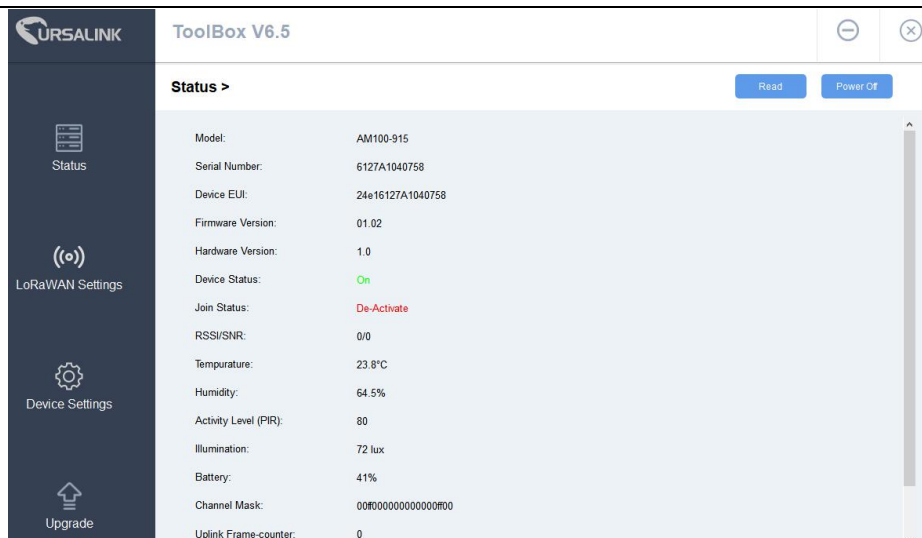 URSALINK
ToolBox V6.5
Status >
Read
Power Off
Status
LoRaWAN Settings
Device Settings
Upgrade
Model: AM100-915
Serial Number: 6127A1040758
Device EUI: 24e16127A1040758
Firmware Version: 01.02
Hardware Version: 1.0
Device Status: On
Join Status: De-Activate
RSSI/SNR: 0/0
Tempurature: 23.8°C
Humidity: 64.5%
Activity Level (PIR): 80
Illumination: 72 lux
Battery: 41%
Channel Mask: 00ff000000000000ff00
Uplink Frame-counter: 0